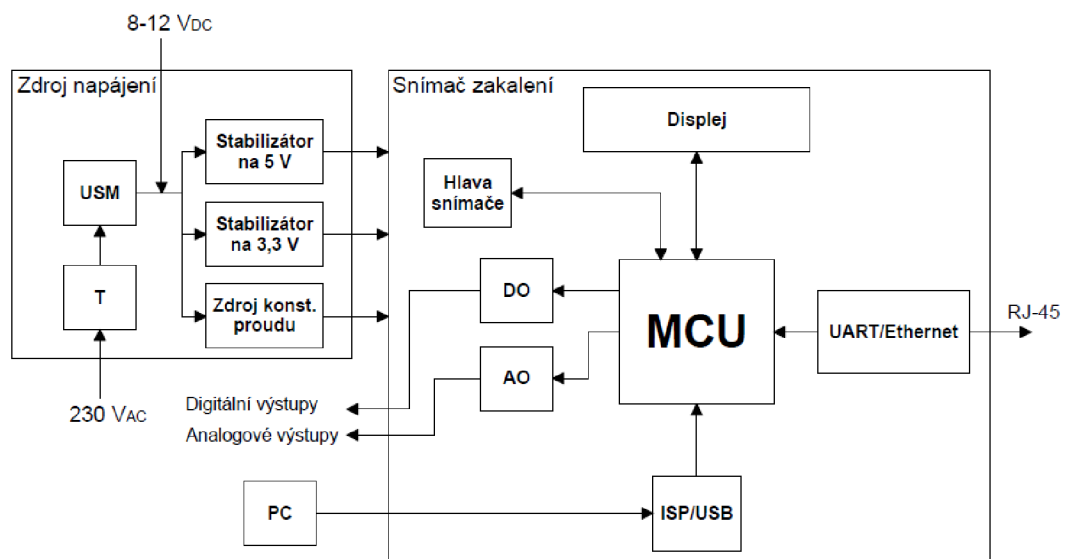 8-12 VDC
Zdroj napájení
Snímač zakalení
Stabilizátor
na 5 V
Displej
USM
Hlava
snímače
Stabilizátor
na 3,3 V
T
Zdroj konst.
proudu
DO
MCU
UART/Ethernet
RJ-45
AO
230 VAC
Digitální výstupy
Analogové výstupy
PC
ISP/USB